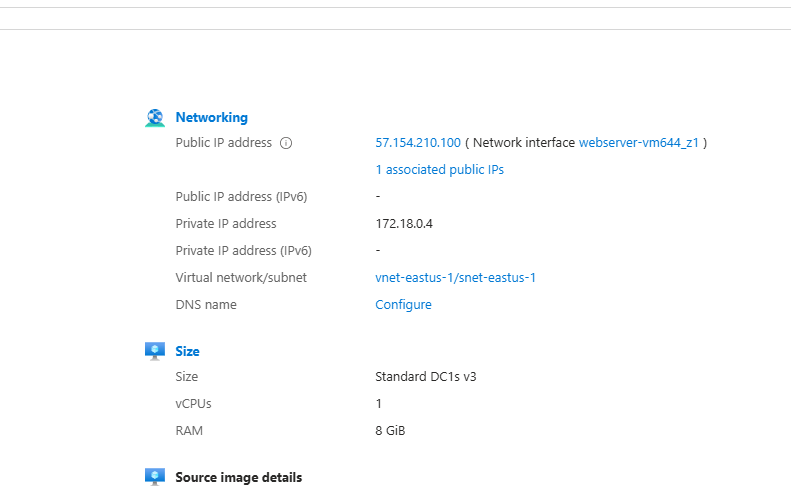 Networking
Public IP address 57.154.210.100 ( Network interface webserver-vm644_z1 )
1 associated public IPs
Public IP address (IPv6) -
Private IP address 172.18.0.4
Private IP address (IPv6) -
Virtual network/subnet vnet-eastus-1/snet-eastus-1
DNS name Configure
Size
Size Standard DC1s v3
vCPUs 1
RAM 8 GiB
Source image details